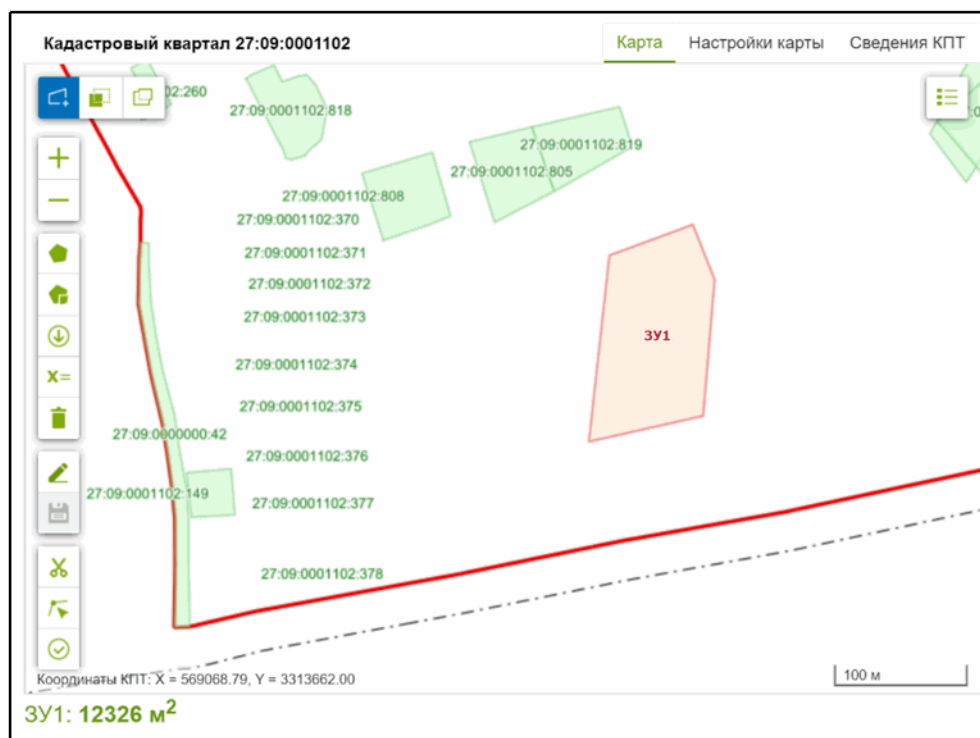 Кадастровый квартал 27:09:0001102
Карта Настройки карты Сведения КПТ
02:260
27:09:0001102:818
27:09:0001102:819
27:09:0001102:805
27:09:0001102:808
27:09:0001102:370
27:09:0001102:371
27:09:0001102:372
27:09:0001102:373
ЗУ1
27:09:0001102:374
X=
27:09:0001102:375
27:09:0000000:42
27:09:0001102:376
27:09:0001102:149
27:09:0001102:377
27:09:0001102:378
Координаты КПТ: X = 569068.79, Y = 3313662.00
100 м
ЗУ1: 12326 м²